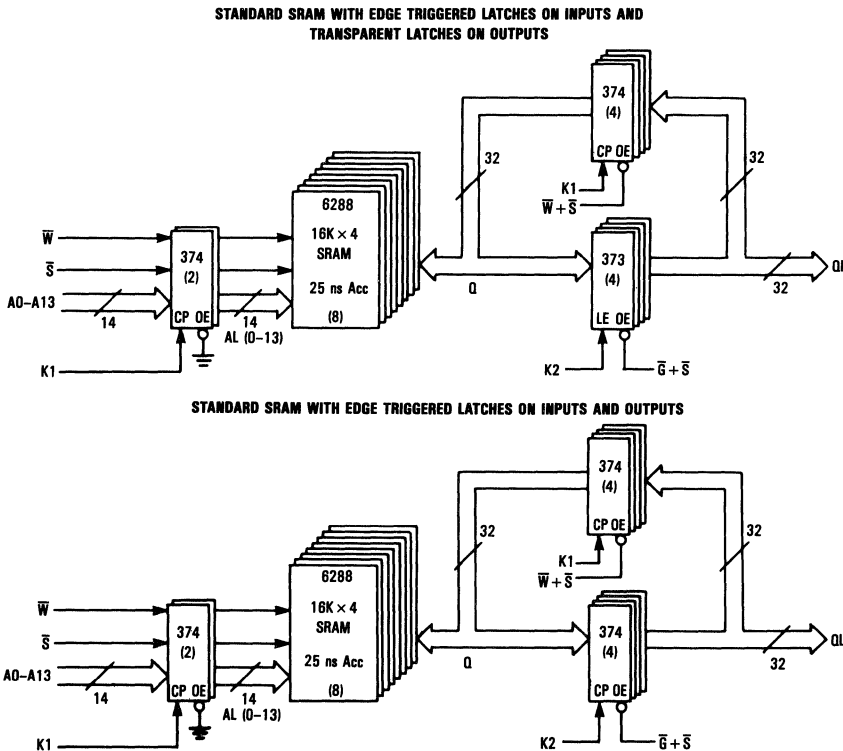 STANDARD SRAM WITH EDGE TRIGGERED LATCHES ON INPUTS AND
TRANSPARENT LATCHES ON OUTPUTS
374
(4)
CP OE
K1
W̅ + S̅
32
32
W̅
S̅
A0–A13
14
K1
374
(2)
CP OE
14
AL (0–13)
6288
16K × 4
SRAM
25 ns Acc
(8)
Q
373
(4)
LE OE
K2
G̅ + S̅
32
QL
STANDARD SRAM WITH EDGE TRIGGERED LATCHES ON INPUTS AND OUTPUTS
374
(4)
CP OE
K1
W̅ + S̅
32
32
W̅
S̅
A0–A13
14
K1
374
(2)
CP OE
14
AL (0–13)
6288
16K × 4
SRAM
25 ns Acc
(8)
Q
374
(4)
CP OE
K2
G̅ + S̅
32
QL